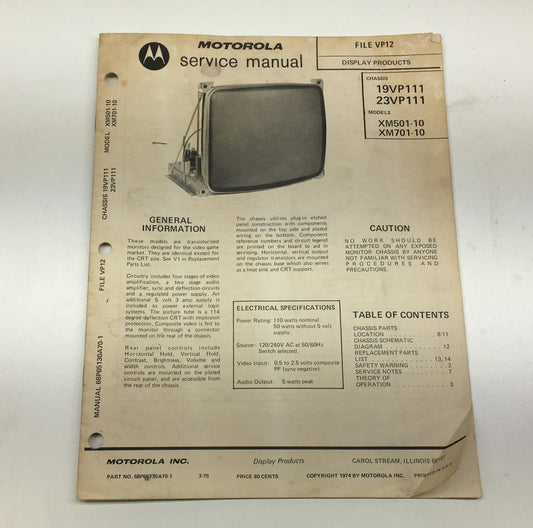 MOTOROLA
service manual
FILE VP12
DISPLAY PRODUCTS
CHASSIS
19VP111
23VP111
MODELS
XM501-10
XM701-10
MANUAL 68P65130A70-1 – FILE VP12 CHASSIS 19VP111 MODEL XM501-10
23VP111 XM701-10
GENERAL
INFORMATION
These models are transistorized
monitors designed for the video game
market. They are identical except for
the CRT size. See V1 in Replacement
Parts List.
Circuitry includes four stages of video
amplification, a two stage audio
amplifier, sync and deflection circuits
and a regulated power supply. An
additional 5 volt 3 amp supply is
included to power external logic
systems. The picture tube is a 114
degree deflection CRT with implosion
protection. Composite video is fed to
the monitor through a connector
mounted on the rear of the chassis.
Rear panel controls include
Horizontal Hold, Vertical Hold,
Contrast, Brightness, Volume and
width controls. Additional service
controls are mounted on the plated
circuit panel, and are accessible from
the rear of the chassis.
The chassis utilizes plug-in etched
panel construction with components
mounted on the top side and plated
wiring on the bottom. Component
reference numbers and circuit legend
are printed on the board to aid in
servicing. Horizontal, vertical output
and regulator transistors are mounted
on the chassis base which also serves
as a heat sink and CRT support.
ELECTRICAL SPECIFICATIONS
Power Rating: 110 watts nominal.
50 watts without 5 volt
supply.
Source: 120/240V AC at 50/60Hz
Switch selected.
Video Input: 0.5 to 2.5 volts composite
PP (sync negative).
Audio Output: 5 watts peak
CAUTION
NO WORK SHOULD BE
ATTEMPTED ON ANY EXPOSED
MONITOR CHASSIS BY ANYONE
NOT FAMILIAR WITH SERVICING
PROCEDURES AND
PRECAUTIONS.
TABLE OF CONTENTS
CHASSIS PARTS
LOCATION . . . . . . . . . . 8-11
CHASSIS SCHEMATIC
DIAGRAM . . . . . . . . . . 12
REPLACEMENT PARTS
LIST . . . . . . . . . . 13, 14
SAFETY WARNING . . . . . . 2
SERVICE NOTES . . . . . . 7
THEORY OF
OPERATION . . . . . . . . 3
MOTOROLA INC. Display Products CAROL STREAM, ILLINOIS
PART NO. 68P65130A70-1 3-75 PRICE 80 CENTS COPYRIGHT 1974 BY MOTOROLA INC. PRINTED IN U.S.A.